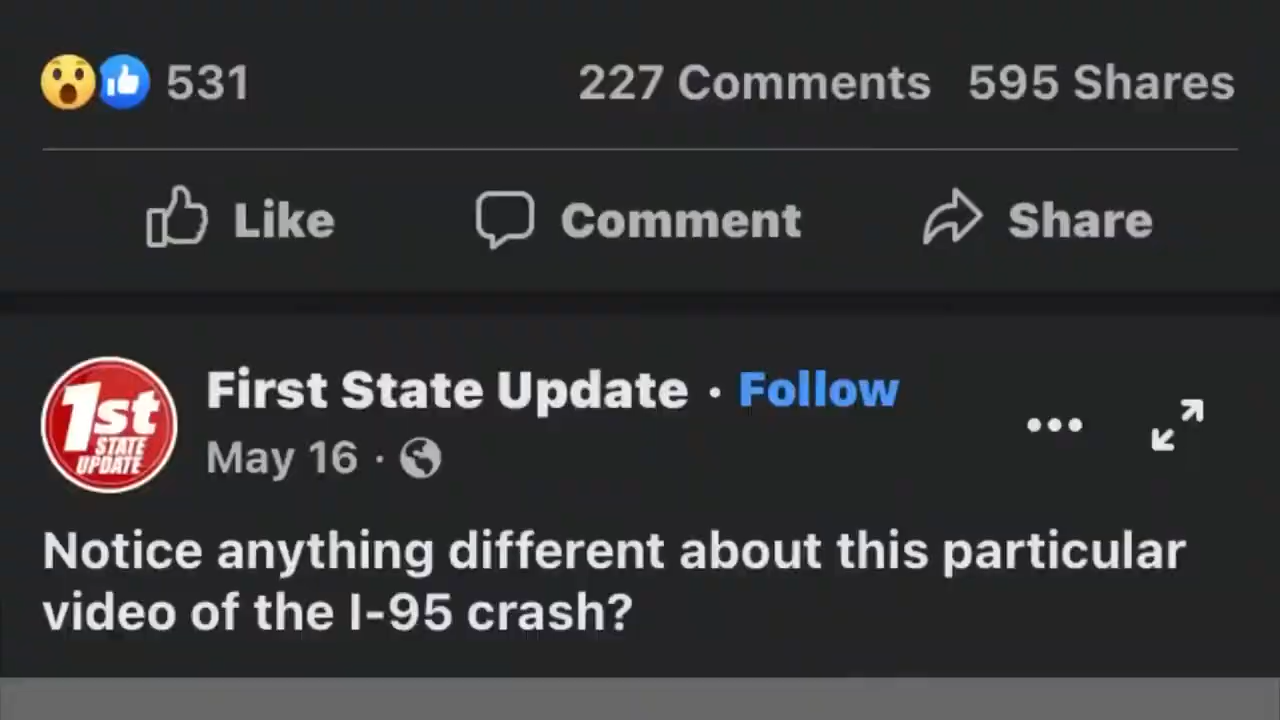 531 227 Comments 595 Shares
Like Comment Share
1st
STATE
UPDATE
First State Update · Follow
May 16 ·
Notice anything different about this particular
video of the I-95 crash?